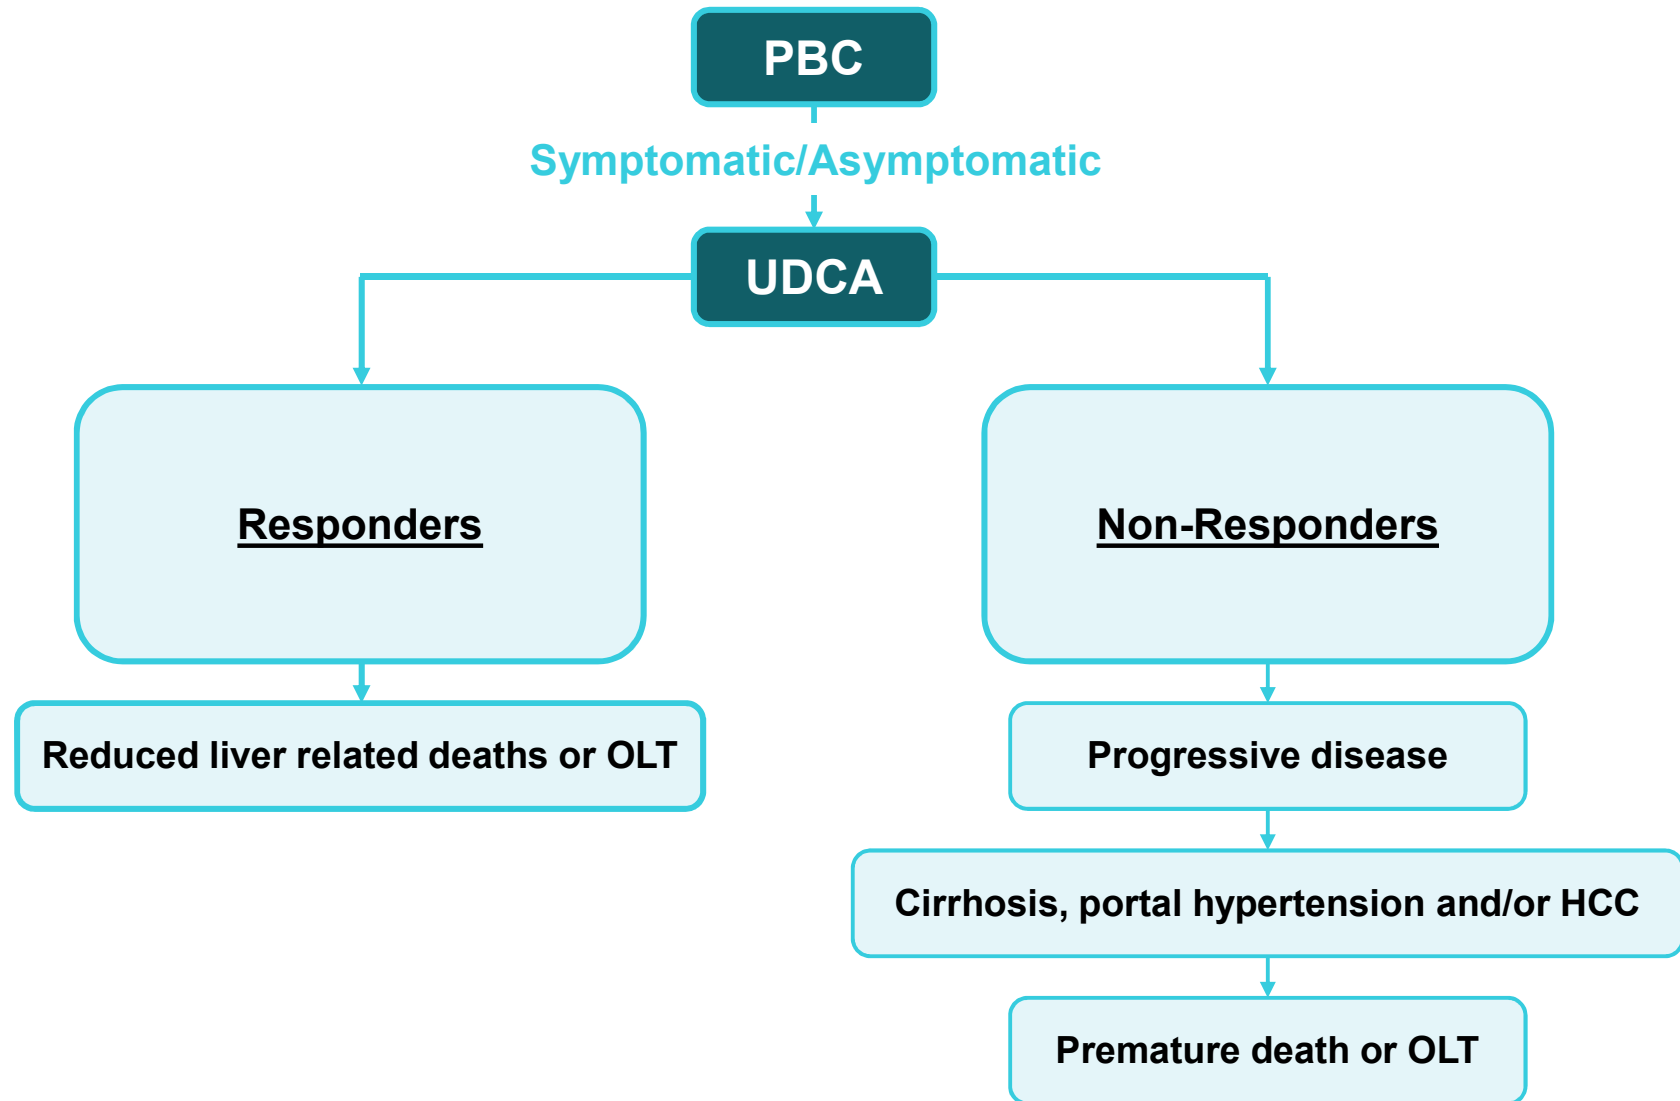 PBC
Symptomatic/Asymptomatic
UDCA
Responders
Non-Responders
Reduced liver related deaths or OLT
Progressive disease
Cirrhosis, portal hypertension and/or HCC
Premature death or OLT